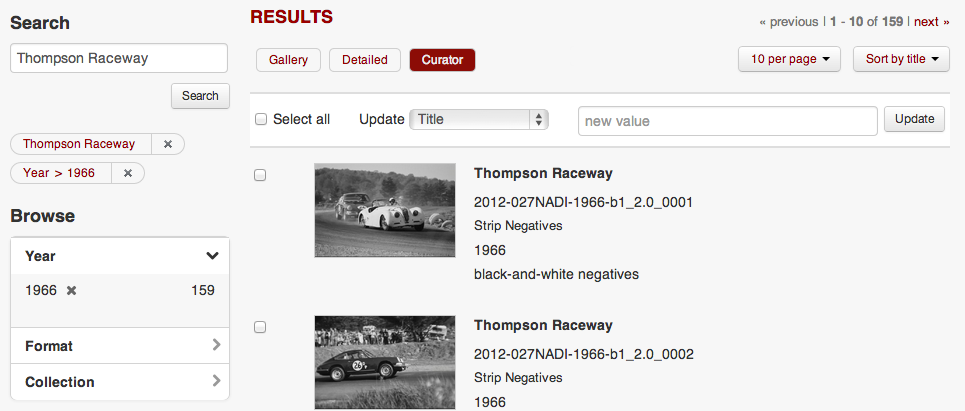 Search
Thompson Raceway
Search
Thompson Raceway ×
Year > 1966 ×
Browse
Year
1966 × 159
Format
Collection
RESULTS
« previous | 1 - 10 of 159 | next »
Gallery Detailed Curator
10 per page Sort by title
Select all Update Title new value Update
Thompson Raceway
2012-027NADI-1966-b1_2.0_0001
Strip Negatives
1966
black-and-white negatives
Thompson Raceway
2012-027NADI-1966-b1_2.0_0002
Strip Negatives
1966